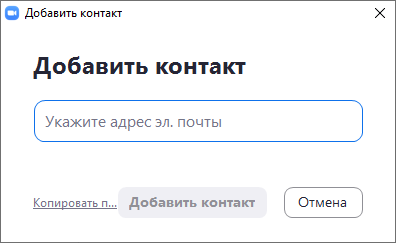 Добавить контакт
Добавить контакт
Укажите адрес эл. почты
Копировать п...
Добавить контакт
Отмена